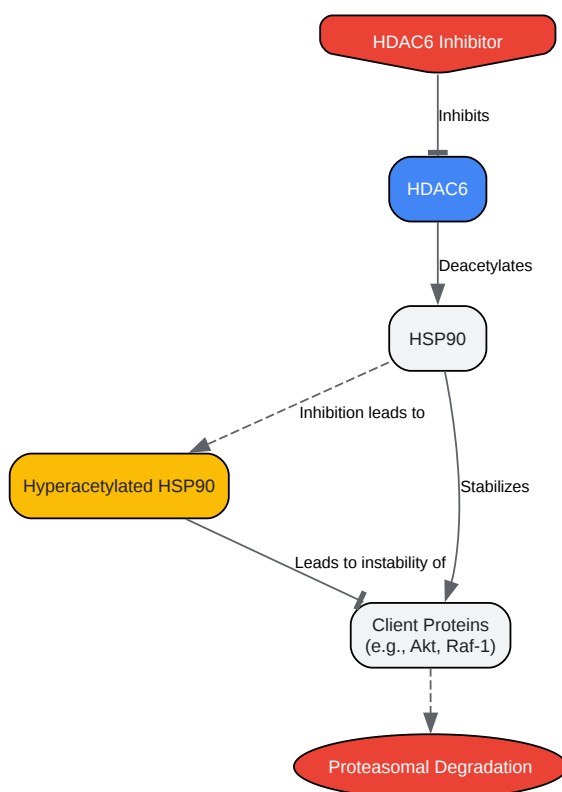 HDAC6 Inhibitor
Inhibits
HDAC6
Deacetylates
HSP90
Inhibition leads to
Hyperacetylated HSP90
Stabilizes
Leads to instability of
Client Proteins
(e.g., Akt, Raf-1)
Proteasomal Degradation